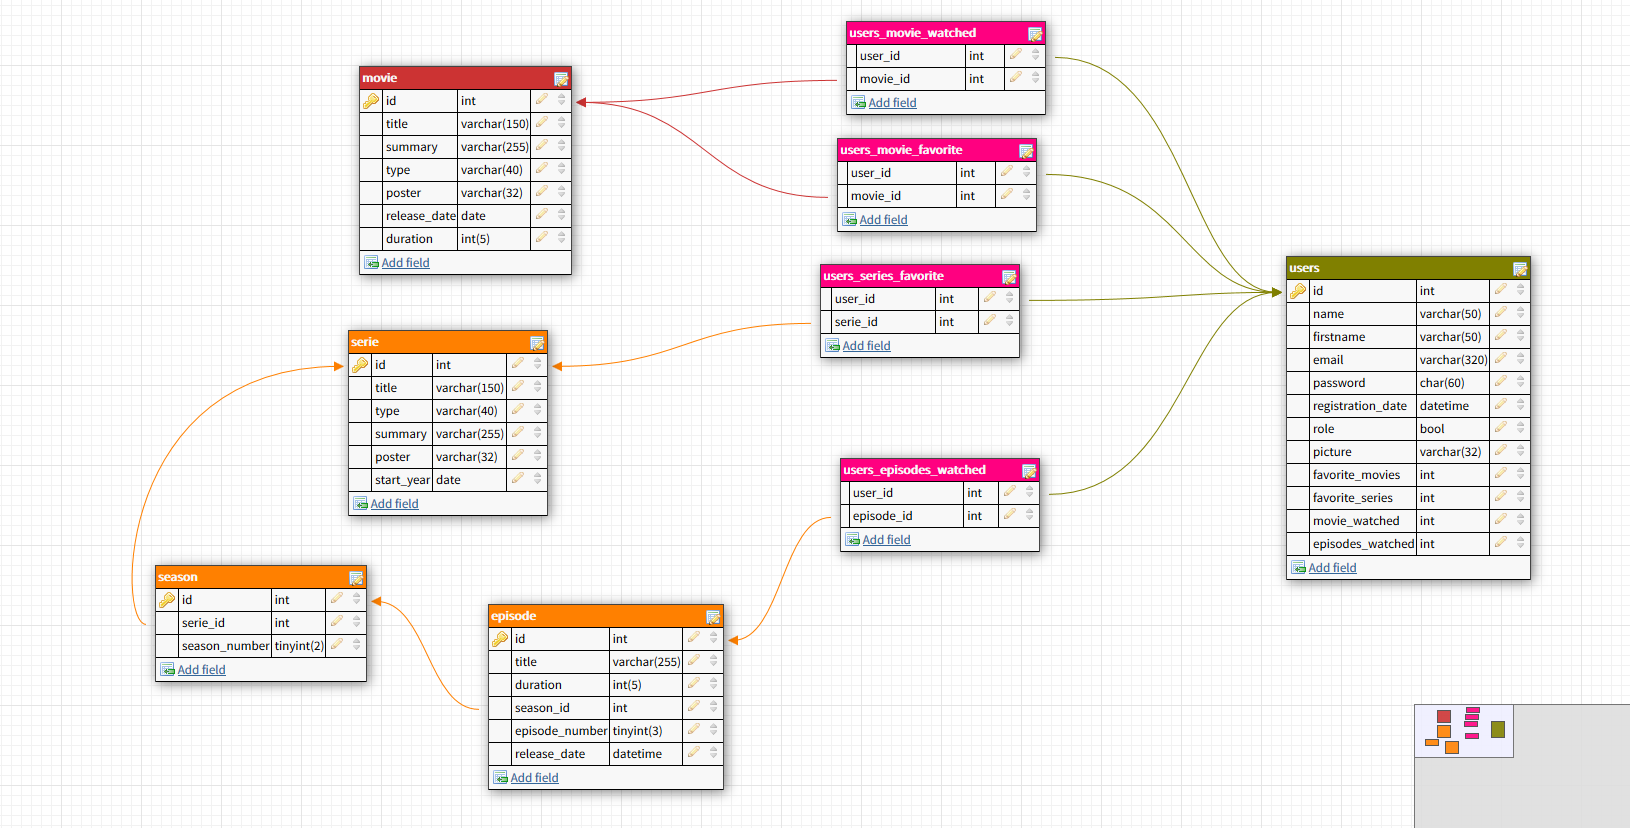 users_movie_watched
user_id int
movie_id int
Add field
movie
id int
title varchar(150)
summary varchar(255)
type varchar(40)
poster varchar(32)
release_date date
duration int(5)
Add field
users_movie_favorite
user_id int
movie_id int
Add field
users_series_favorite
user_id int
serie_id int
Add field
users
id int
name varchar(50)
firstname varchar(50)
email varchar(320)
password char(60)
registration_date datetime
role bool
picture varchar(32)
favorite_movies int
favorite_series int
movie_watched int
episodes_watched int
Add field
serie
id int
title varchar(150)
type varchar(40)
summary varchar(255)
poster varchar(32)
start_year date
Add field
users_episodes_watched
user_id int
episode_id int
Add field
season
id int
serie_id int
season_number tinyint(2)
Add field
episode
id int
title varchar(255)
duration int(5)
season_id int
episode_number tinyint(3)
release_date datetime
Add field